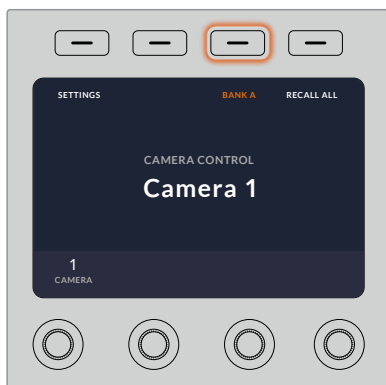 SETTINGS BANK A RECALL ALL
CAMERA CONTROL
Camera 1
1
CAMERA